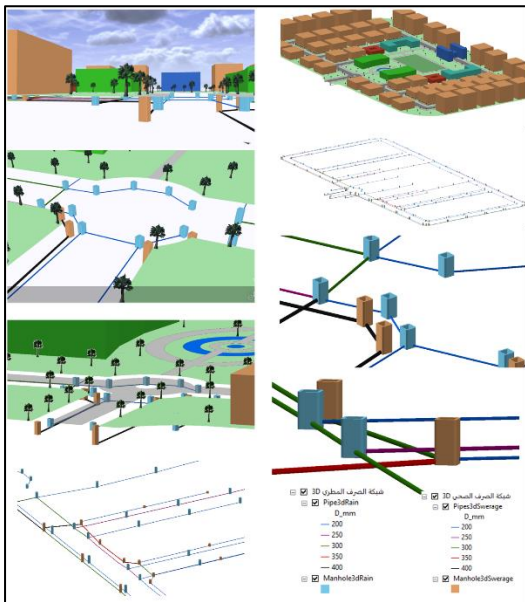 شبكة الصرف المطري 3D
Pipe3dRain
D_mm
200
250
300
350
400
Manhole3dRain
شبكة الصرف الصحي 3D
Pipes3dSwerage
D_mm
200
250
300
350
400
Manhole3dSwerage